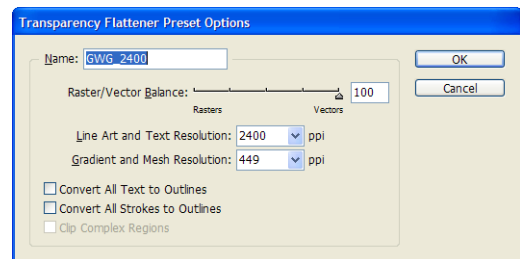 Transparency Flattener Preset Options
Name: GWG_2400
OK
Raster/Vector Balance: 100
Cancel
Rasters Vectors
Line Art and Text Resolution: 2400 ppi
Gradient and Mesh Resolution: 449 ppi
Convert All Text to Outlines
Convert All Strokes to Outlines
Clip Complex Regions